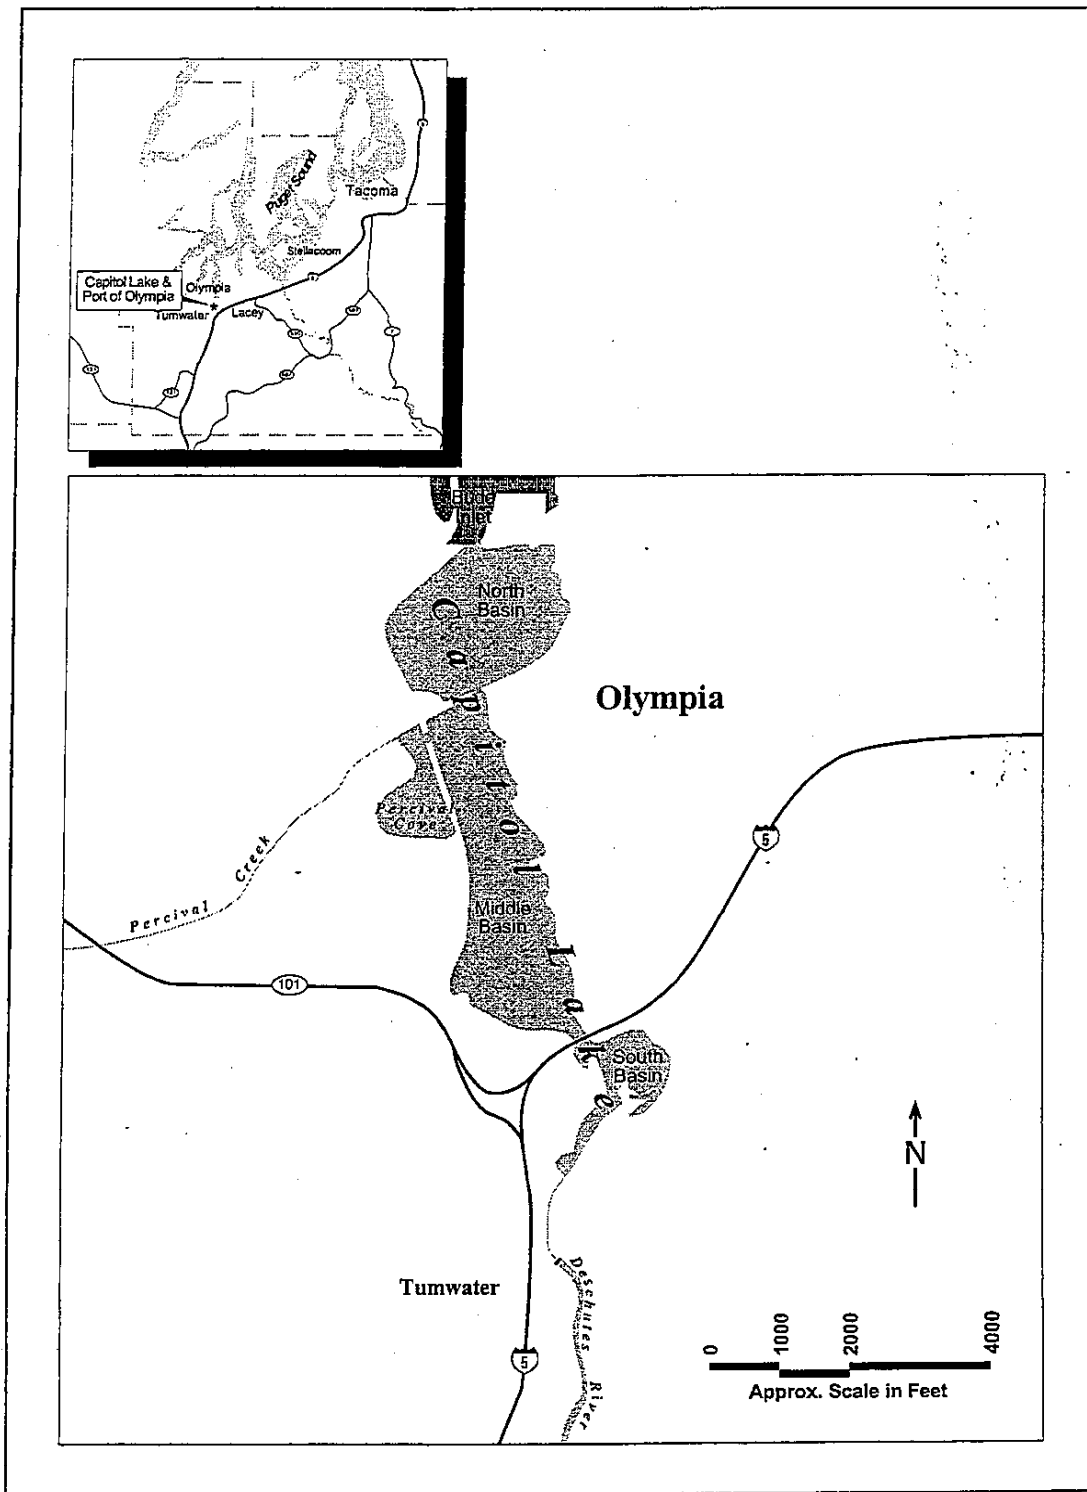 Puget Sound
Tacoma
Steilacoom
Capitol Lake &
Port of Olympia
Olympia
Tumwater
Lacey
Budd
Inlet
North
Basin
Capitol Lake
Olympia
Percival
Cove
Percival Creek
Middle
Basin
5
101
South
Basin
N
Tumwater
Deschutes River
5
0
1000
2000
4000
Approx. Scale in Feet